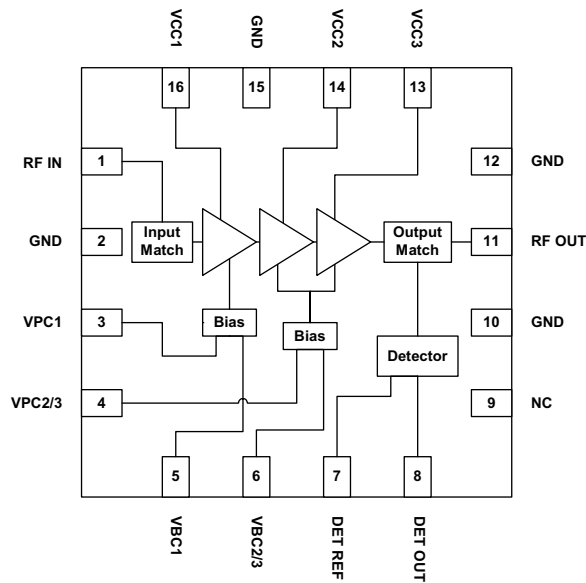 VCC1
GND
VCC2
VCC3
16
15
14
13
RF IN
1
12
GND
GND
2
Input
Match
Output
Match
11
RF OUT
VPC1
3
Bias
Bias
10
GND
Detector
VPC2/3
4
9
NC
5
6
7
8
VBC1
VBC2/3
DET REF
DET OUT